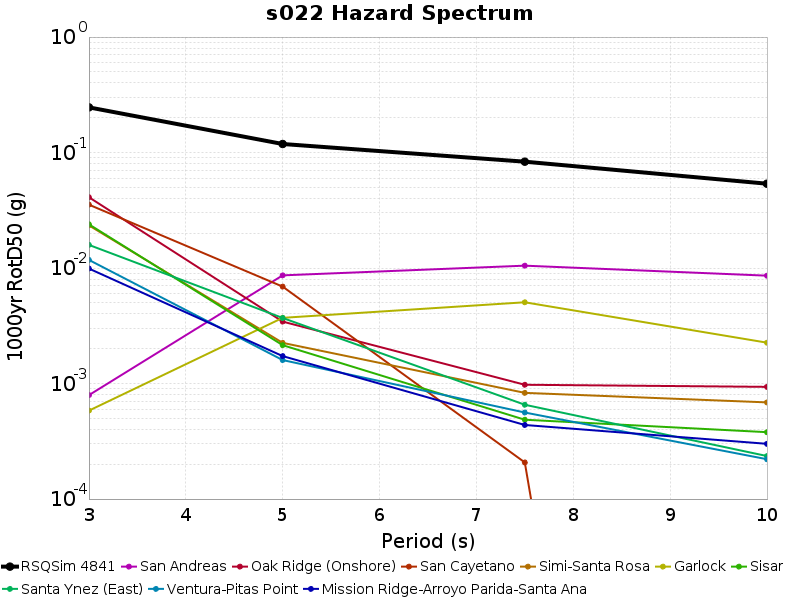 s022 Hazard Spectrum
10^0
10^-1
10^-2
10^-3
10^-4
1000yr RotD50 (g)
3 4 5 6 7 8 9 10
Period (s)
RSQSim 4841 San Andreas Oak Ridge (Onshore) San Cayetano Simi-Santa Rosa Garlock Sisar
Santa Ynez (East) Ventura-Pitas Point Mission Ridge-Arroyo Parida-Santa Ana